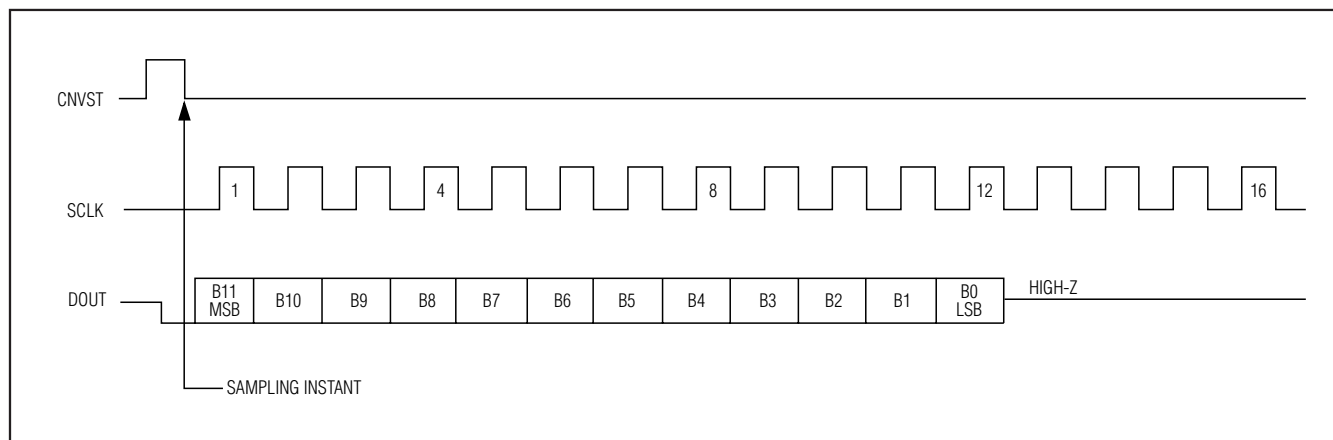 CNVST
SCLK
1
4
8
12
16
DOUT
B11
MSB
B10
B9
B8
B7
B6
B5
B4
B3
B2
B1
B0
LSB
HIGH-Z
SAMPLING INSTANT